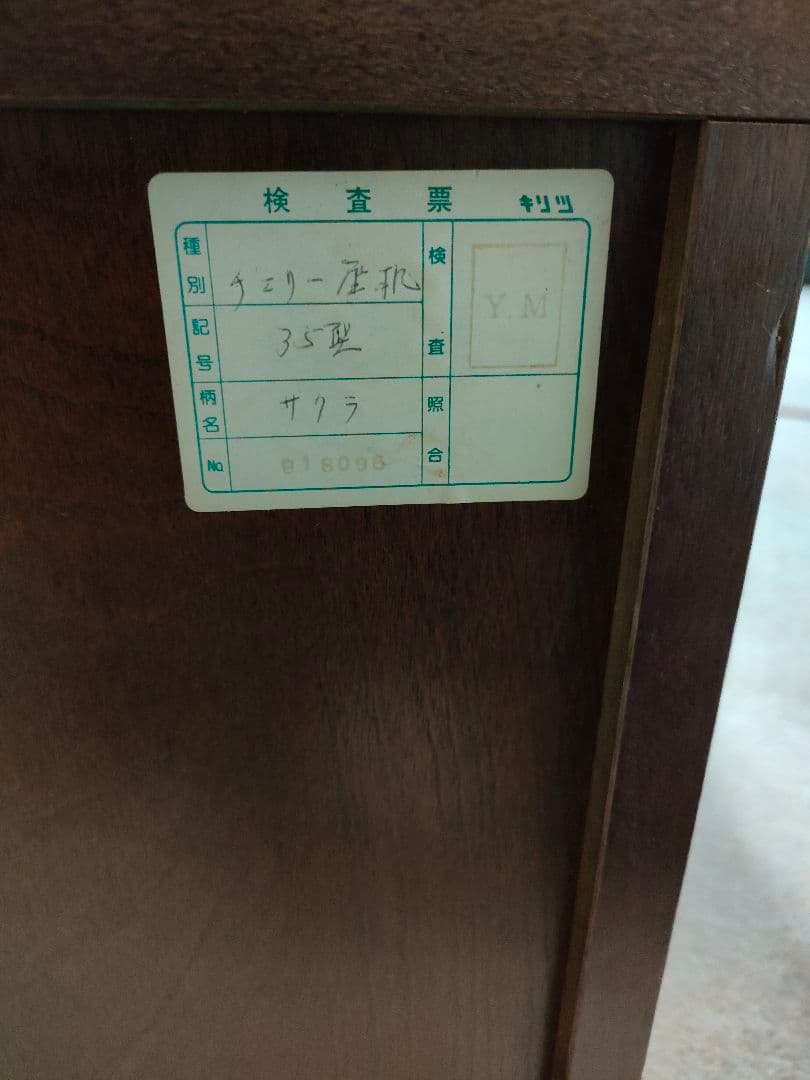 検査票 キリツ
種別 チェリー座机
記号 35型
柄名 サクラ
No 018096
検査 Y.M
照合